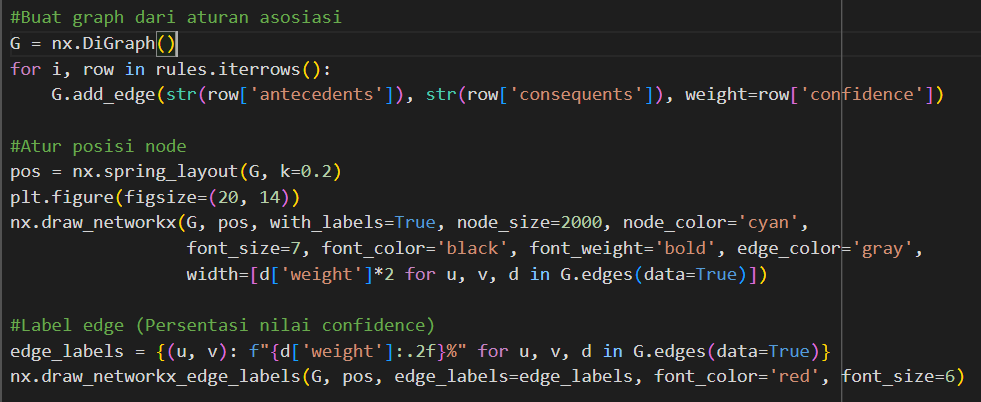 #Buat graph dari aturan asosiasi
G = nx.DiGraph()
for i, row in rules.iterrows():
    G.add_edge(str(row['antecedents']), str(row['consequents']), weight=row['confidence'])

#Atur posisi node
pos = nx.spring_layout(G, k=0.2)
plt.figure(figsize=(20, 14))
nx.draw_networkx(G, pos, with_labels=True, node_size=2000, node_color='cyan',
                 font_size=7, font_color='black', font_weight='bold', edge_color='gray',
                 width=[d['weight']*2 for u, v, d in G.edges(data=True)])

#Label edge (Persentasi nilai confidence)
edge_labels = {(u, v): f"{d['weight']:.2f}%" for u, v, d in G.edges(data=True)}
nx.draw_networkx_edge_labels(G, pos, edge_labels=edge_labels, font_color='red', font_size=6)